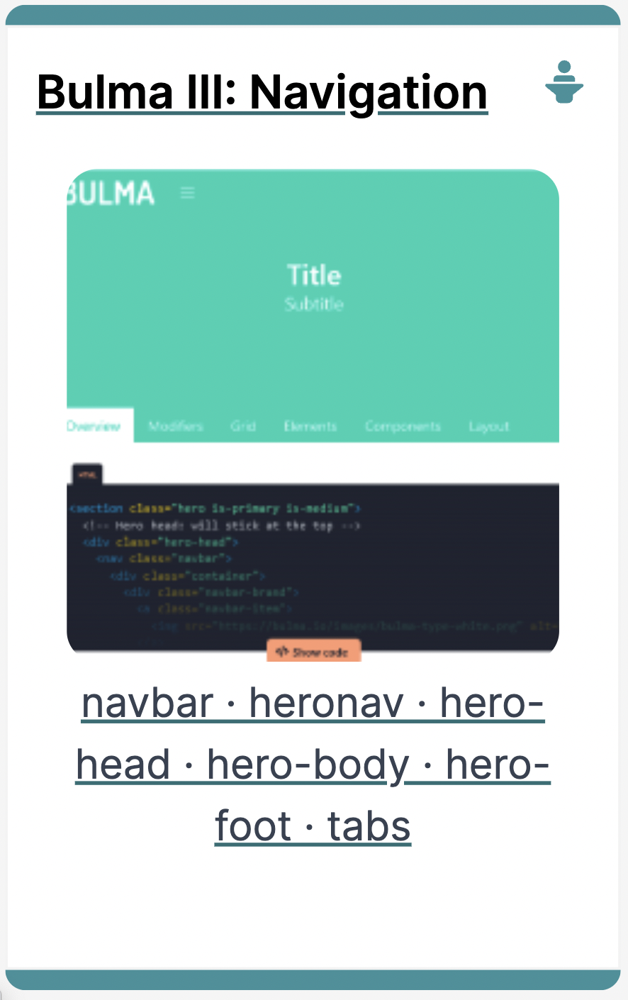 Bulma III: Navigation
BULMA
Title
Subtitle
Overview Modifiers Grid Elements Components Layout
<section class="hero is-primary is-medium">
<!-- Hero head: will stick at the top -->
<div class="hero-head">
<nav class="navbar">
<div class="container">
<div class="navbar-brand">
<a class="navbar-item">
<img src="https://bulma.io/images/bulma-type-white.png" alt=
</> Show code
navbar · heronav · hero-
head · hero-body · hero-
foot · tabs